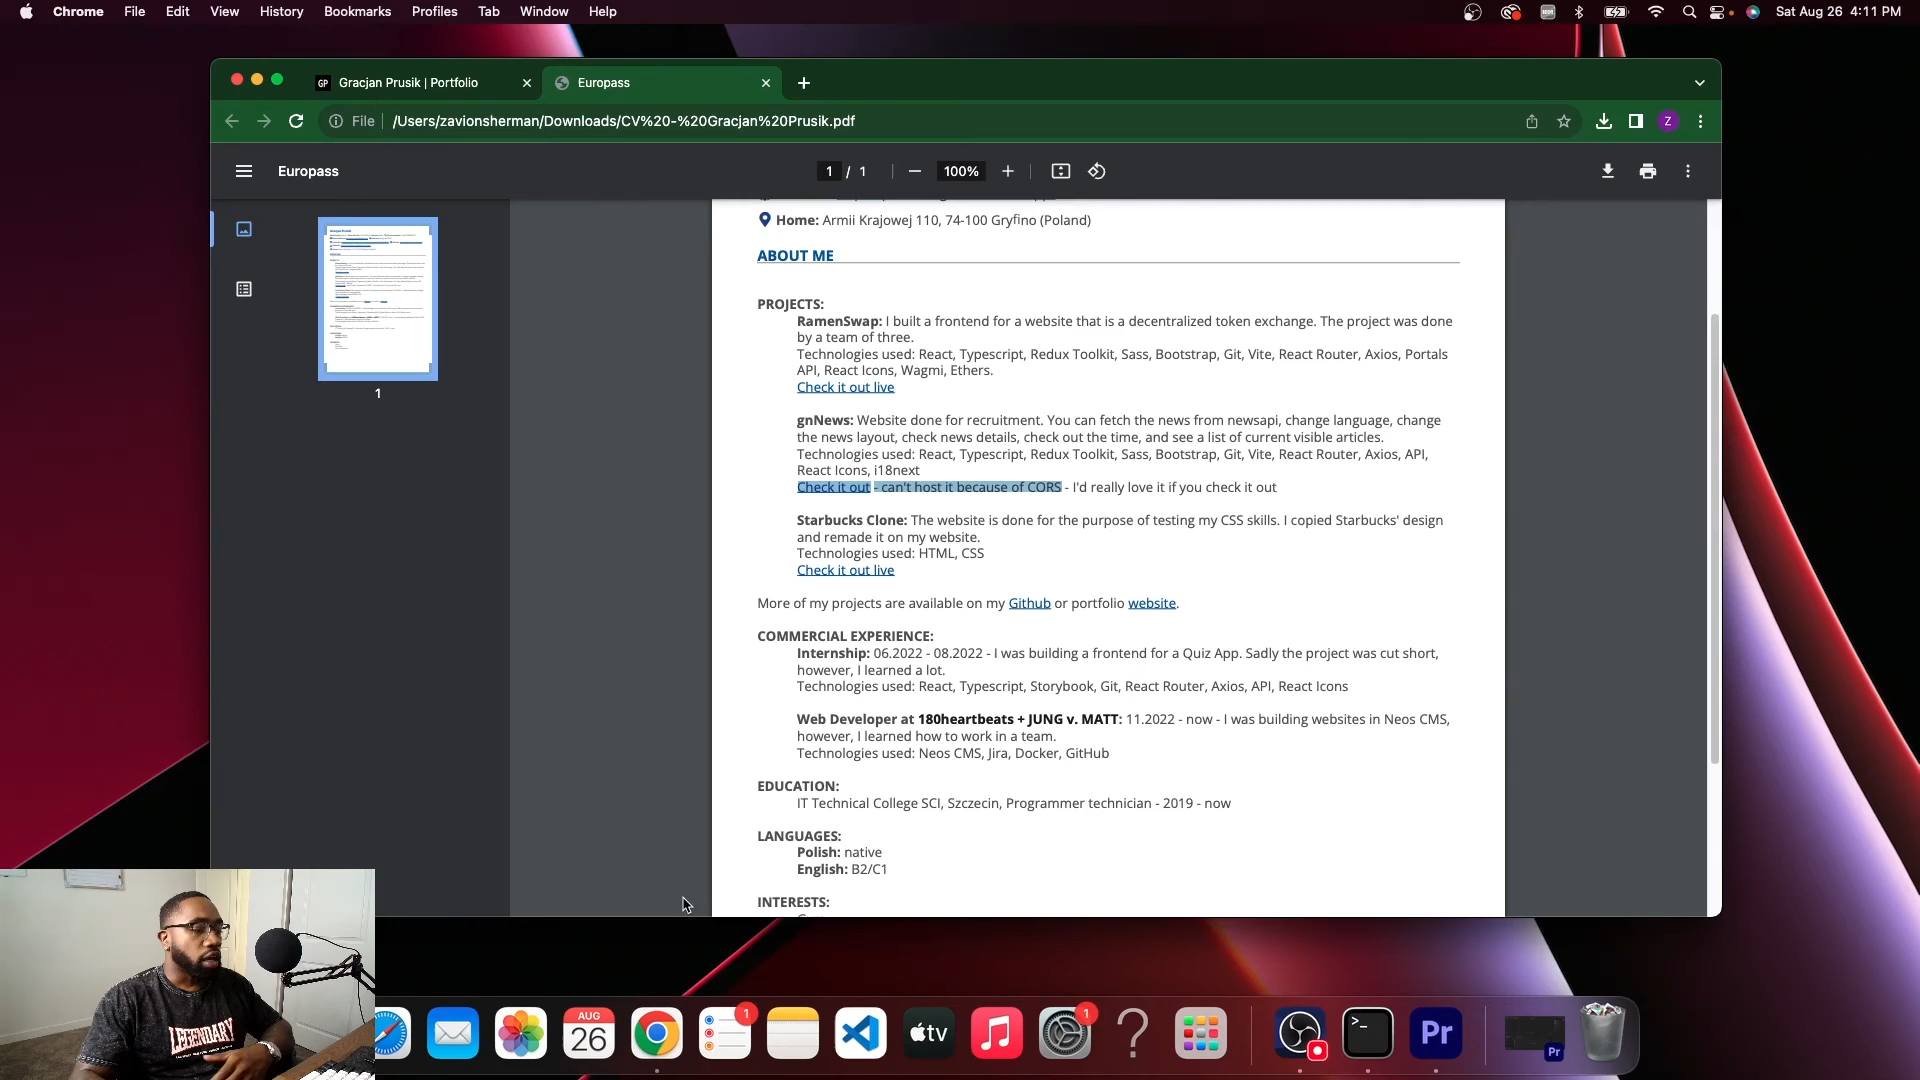 Chrome File Edit View History Bookmarks Profiles Tab Window Help
Sat Aug 26 4:11 PM
GP Gracjan Prusik | Portfolio
Europass
File /Users/zavionsherman/Downloads/CV%20-%20Gracjan%20Prusik.pdf
Z
Europass
1 / 1
100%
1
Home: Armii Krajowej 110, 74-100 Gryfino (Poland)
ABOUT ME
PROJECTS:
RamenSwap: I built a frontend for a website that is a decentralized token exchange. The project was done
by a team of three.
Technologies used: React, Typescript, Redux Toolkit, Sass, Bootstrap, Git, Vite, React Router, Axios, Portals
API, React Icons, Wagmi, Ethers.
Check it out live
gnNews: Website done for recruitment. You can fetch the news from newsapi, change language, change
the news layout, check news details, check out the time, and see a list of current visible articles.
Technologies used: React, Typescript, Redux Toolkit, Sass, Bootstrap, Git, Vite, React Router, Axios, API,
React Icons, i18next
Check it out - can't host it because of CORS - I'd really love it if you check it out
Starbucks Clone: The website is done for the purpose of testing my CSS skills. I copied Starbucks' design
and remade it on my website.
Technologies used: HTML, CSS
Check it out live
More of my projects are available on my Github or portfolio website.
COMMERCIAL EXPERIENCE:
Internship: 06.2022 - 08.2022 - I was building a frontend for a Quiz App. Sadly the project was cut short,
however, I learned a lot.
Technologies used: React, Typescript, Storybook, Git, React Router, Axios, API, React Icons
Web Developer at 180heartbeats + JUNG v. MATT: 11.2022 - now - I was building websites in Neos CMS,
however, I learned how to work in a team.
Technologies used: Neos CMS, Jira, Docker, GitHub
EDUCATION:
IT Technical College SCI, Szczecin, Programmer technician - 2019 - now
LANGUAGES:
Polish: native
English: B2/C1
INTERESTS:
LEGENDARY
AUG
26
1
tv
1
Pr
Pr